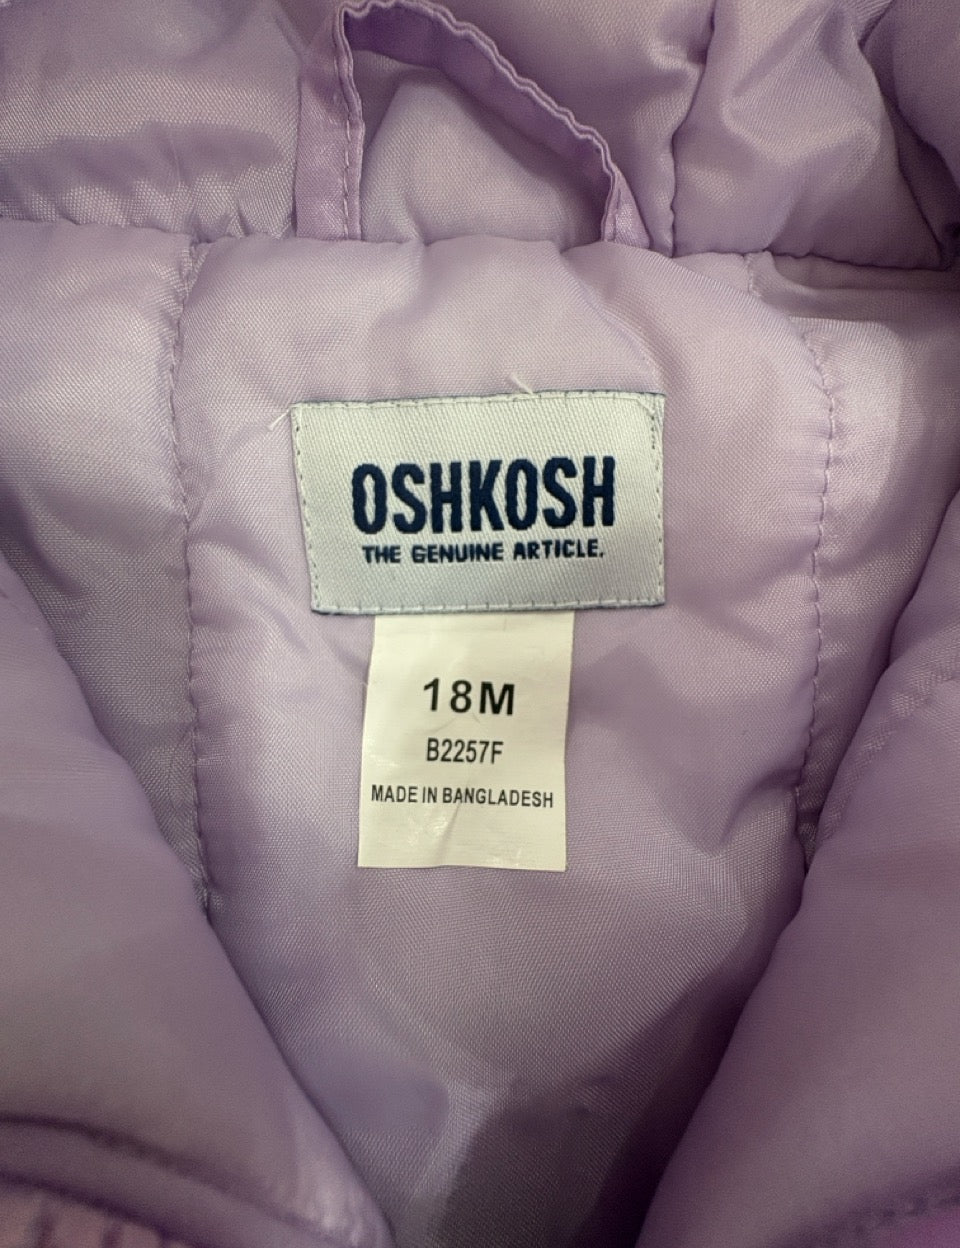 OSHKOSH
THE GENUINE ARTICLE.
18M
B2257F
MADE IN BANGLADESH